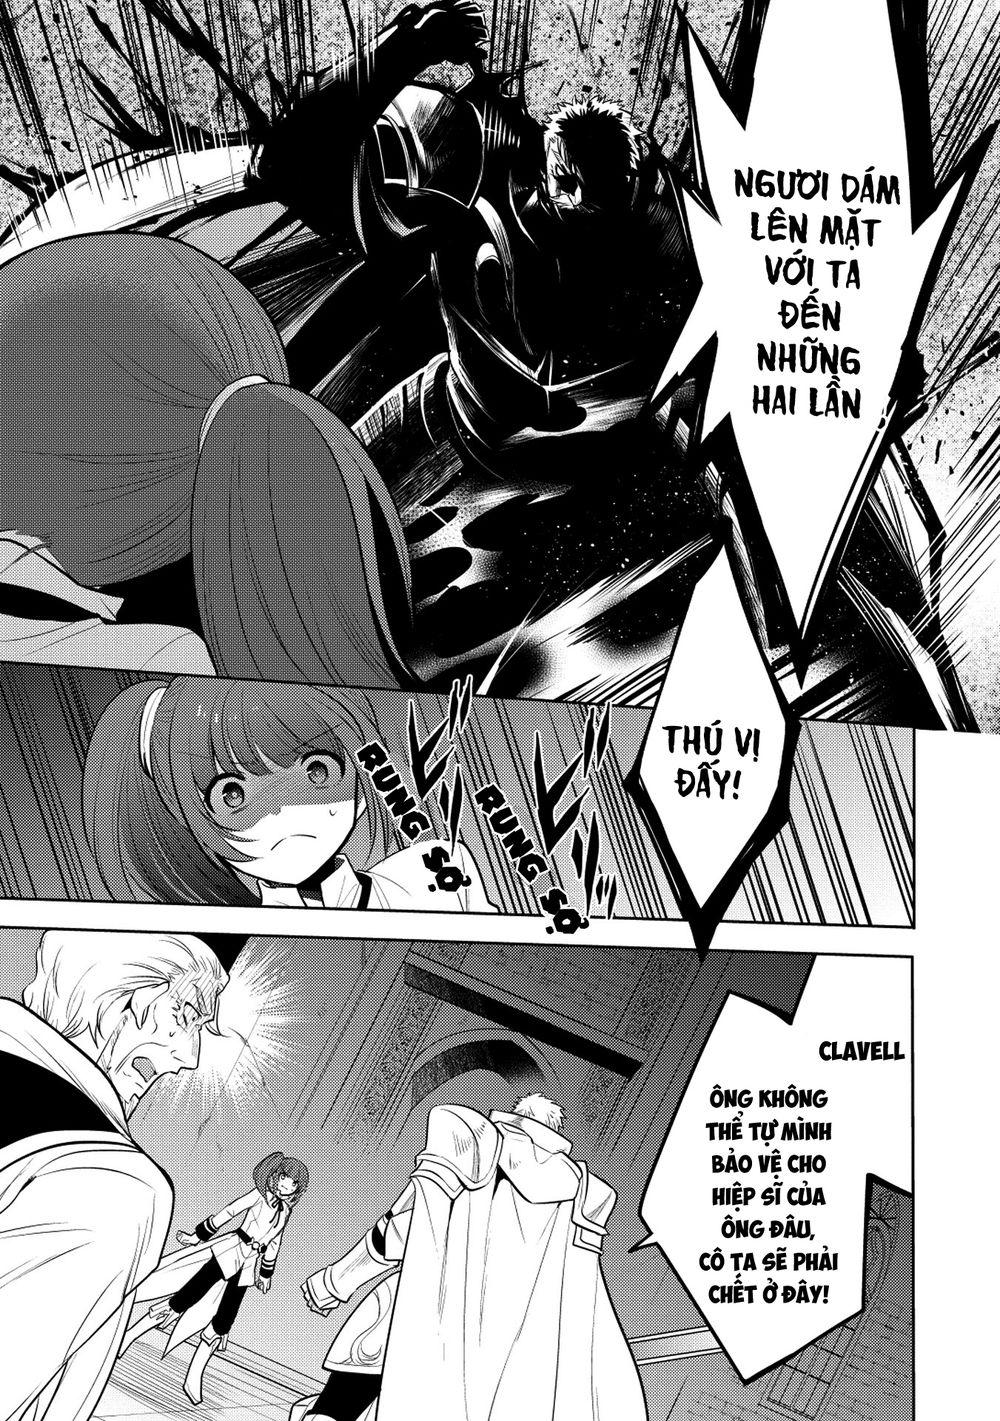 NGƯƠI DÁM
LÊN MẶT
VỚI TA
ĐẾN
NHỮNG
HAI LẦN
THÚ VỊ
ĐẤY!
RUNG SỢ.
RUNG SỢ.
CLAVELL
ÔNG KHÔNG
THỂ TỰ MÌNH
BẢO VỆ CHO
HIỆP SĨ CỦA
ÔNG ĐÂU,
CÔ TA SẼ PHẢI
CHẾT Ở ĐÂY!